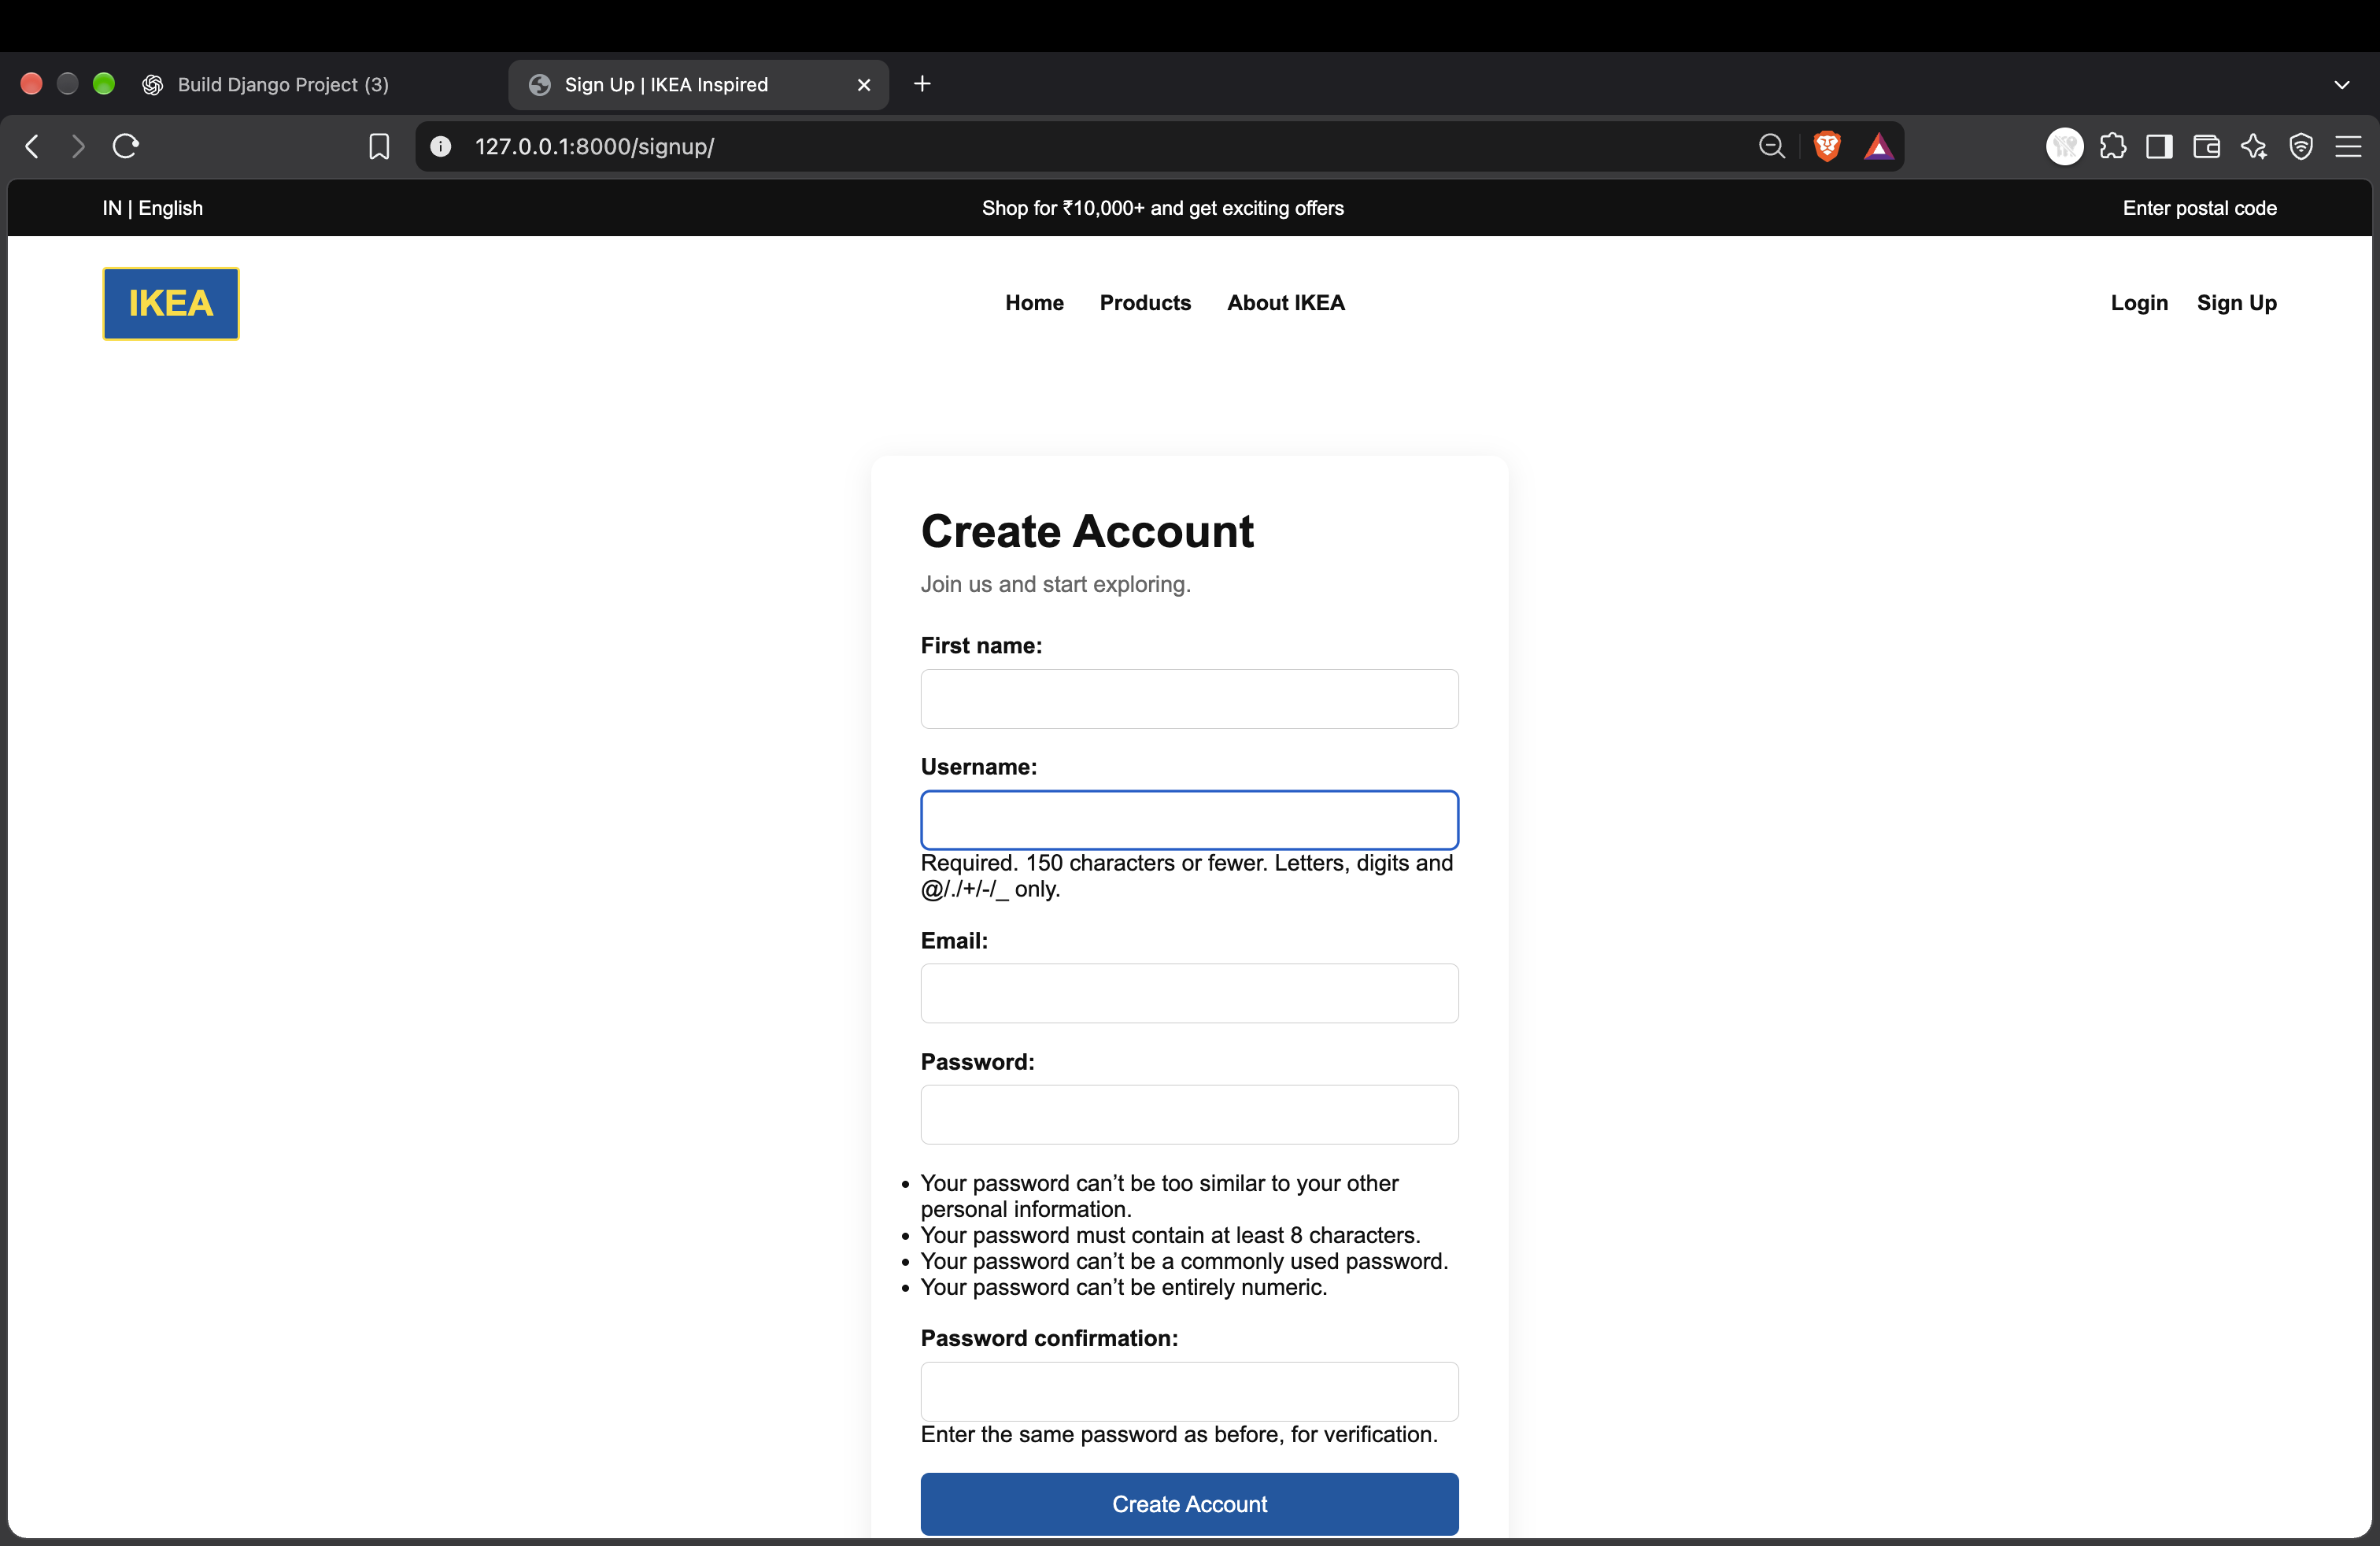 Build Django Project (3)
Sign Up | IKEA Inspired
127.0.0.1:8000/signup/
IN | English
Shop for ₹10,000+ and get exciting offers
Enter postal code
IKEA
Home
Products
About IKEA
Login
Sign Up
Create Account
Join us and start exploring.
First name:
Username:
Required. 150 characters or fewer. Letters, digits and
@/./+/-/_ only.
Email:
Password:
• Your password can’t be too similar to your other
personal information.
• Your password must contain at least 8 characters.
• Your password can’t be a commonly used password.
• Your password can’t be entirely numeric.
Password confirmation:
Enter the same password as before, for verification.
Create Account